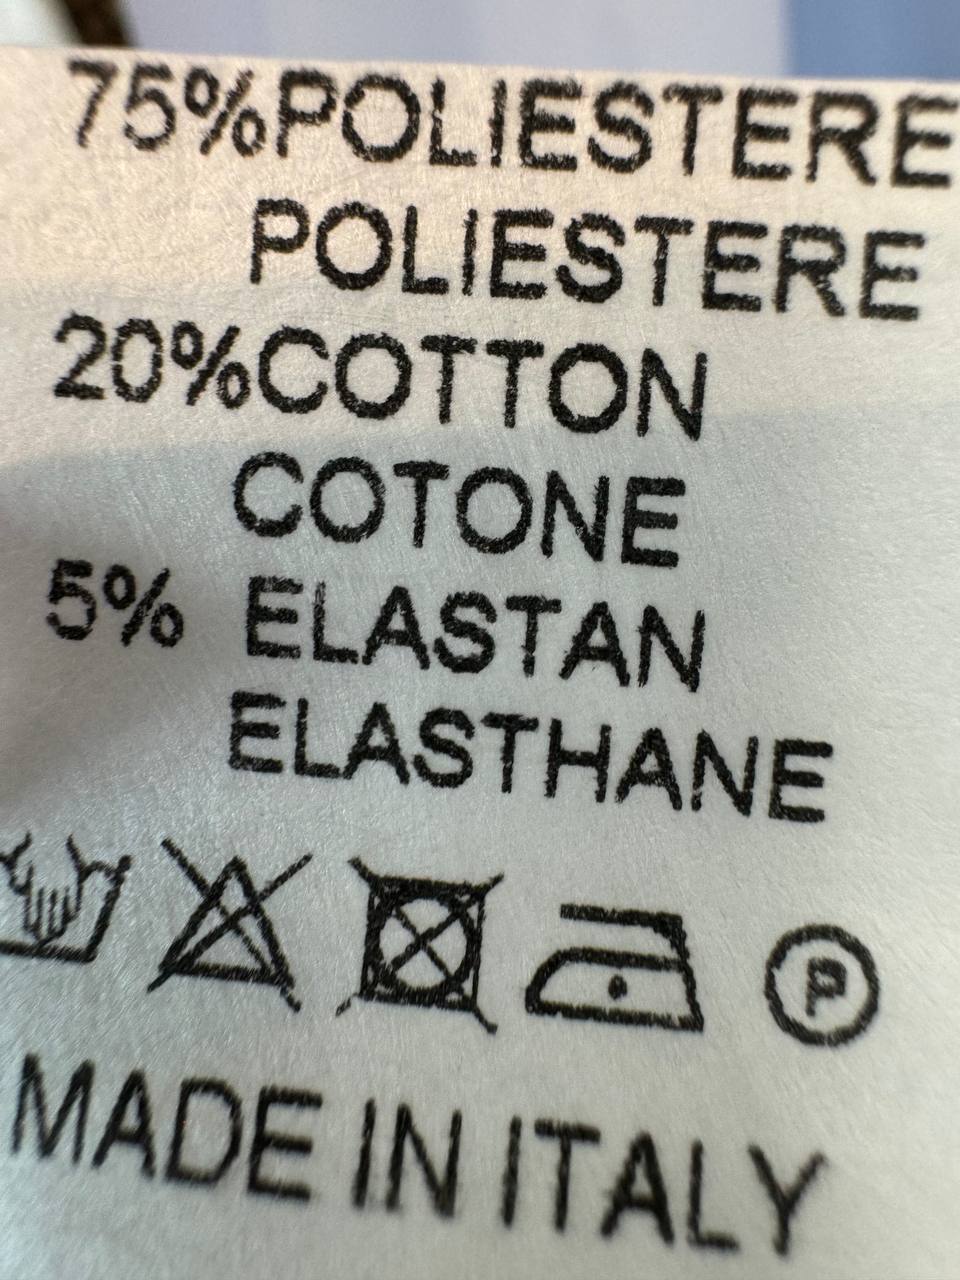 75%POLIESTERE
POLIESTERE
20%COTTON
COTONE
5% ELASTAN
ELASTHANE
P
MADE IN ITALY